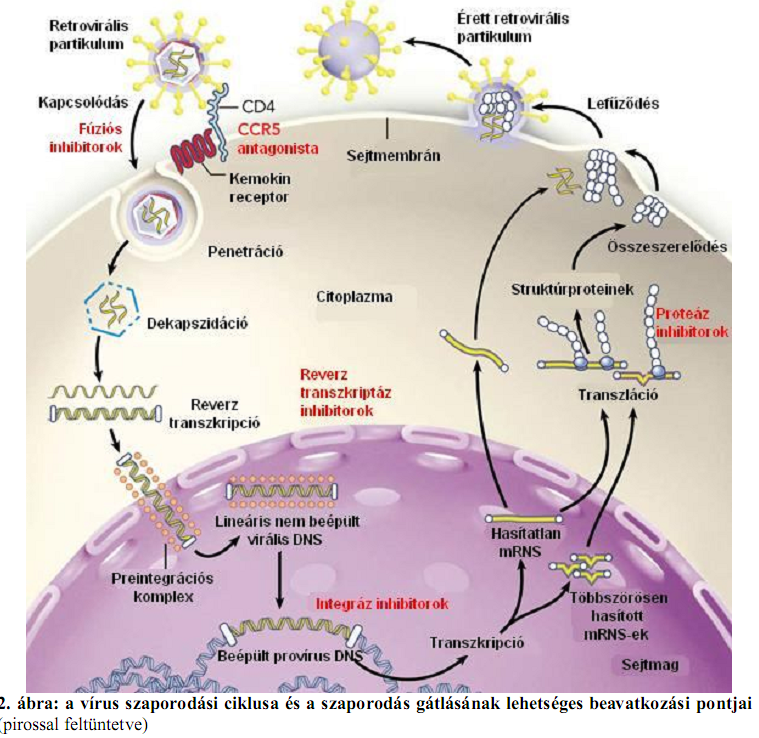 Retrovirális
partikulum
Érett retrovirális
partikulum
Kapcsolódás
Fúziós
inhibitorok
CD4
CCR5
antagonista
Kemokin
receptor
Sejtmembrán
Lefűződés
Penetráció
Összeszerelődés
Citoplazma
Struktúrproteinek
Dekapszidáció
Proteáz
inhibitorok
Reverz
transzkriptáz
inhibitorok
Transzláció
Reverz
transzkripció
Lineáris nem beépült
virális DNS
Hasítatlan
mRNS
Preintegrációs
komplex
Integráz inhibitorok
Többszörösen
hasított
mRNS-ek
Transzkripció
Beépült provírus DNS
Sejtmag
2. ábra: a vírus szaporodási ciklusa és a szaporodás gátlásának lehetséges beavatkozási pontjai
(pirossal feltüntetve)